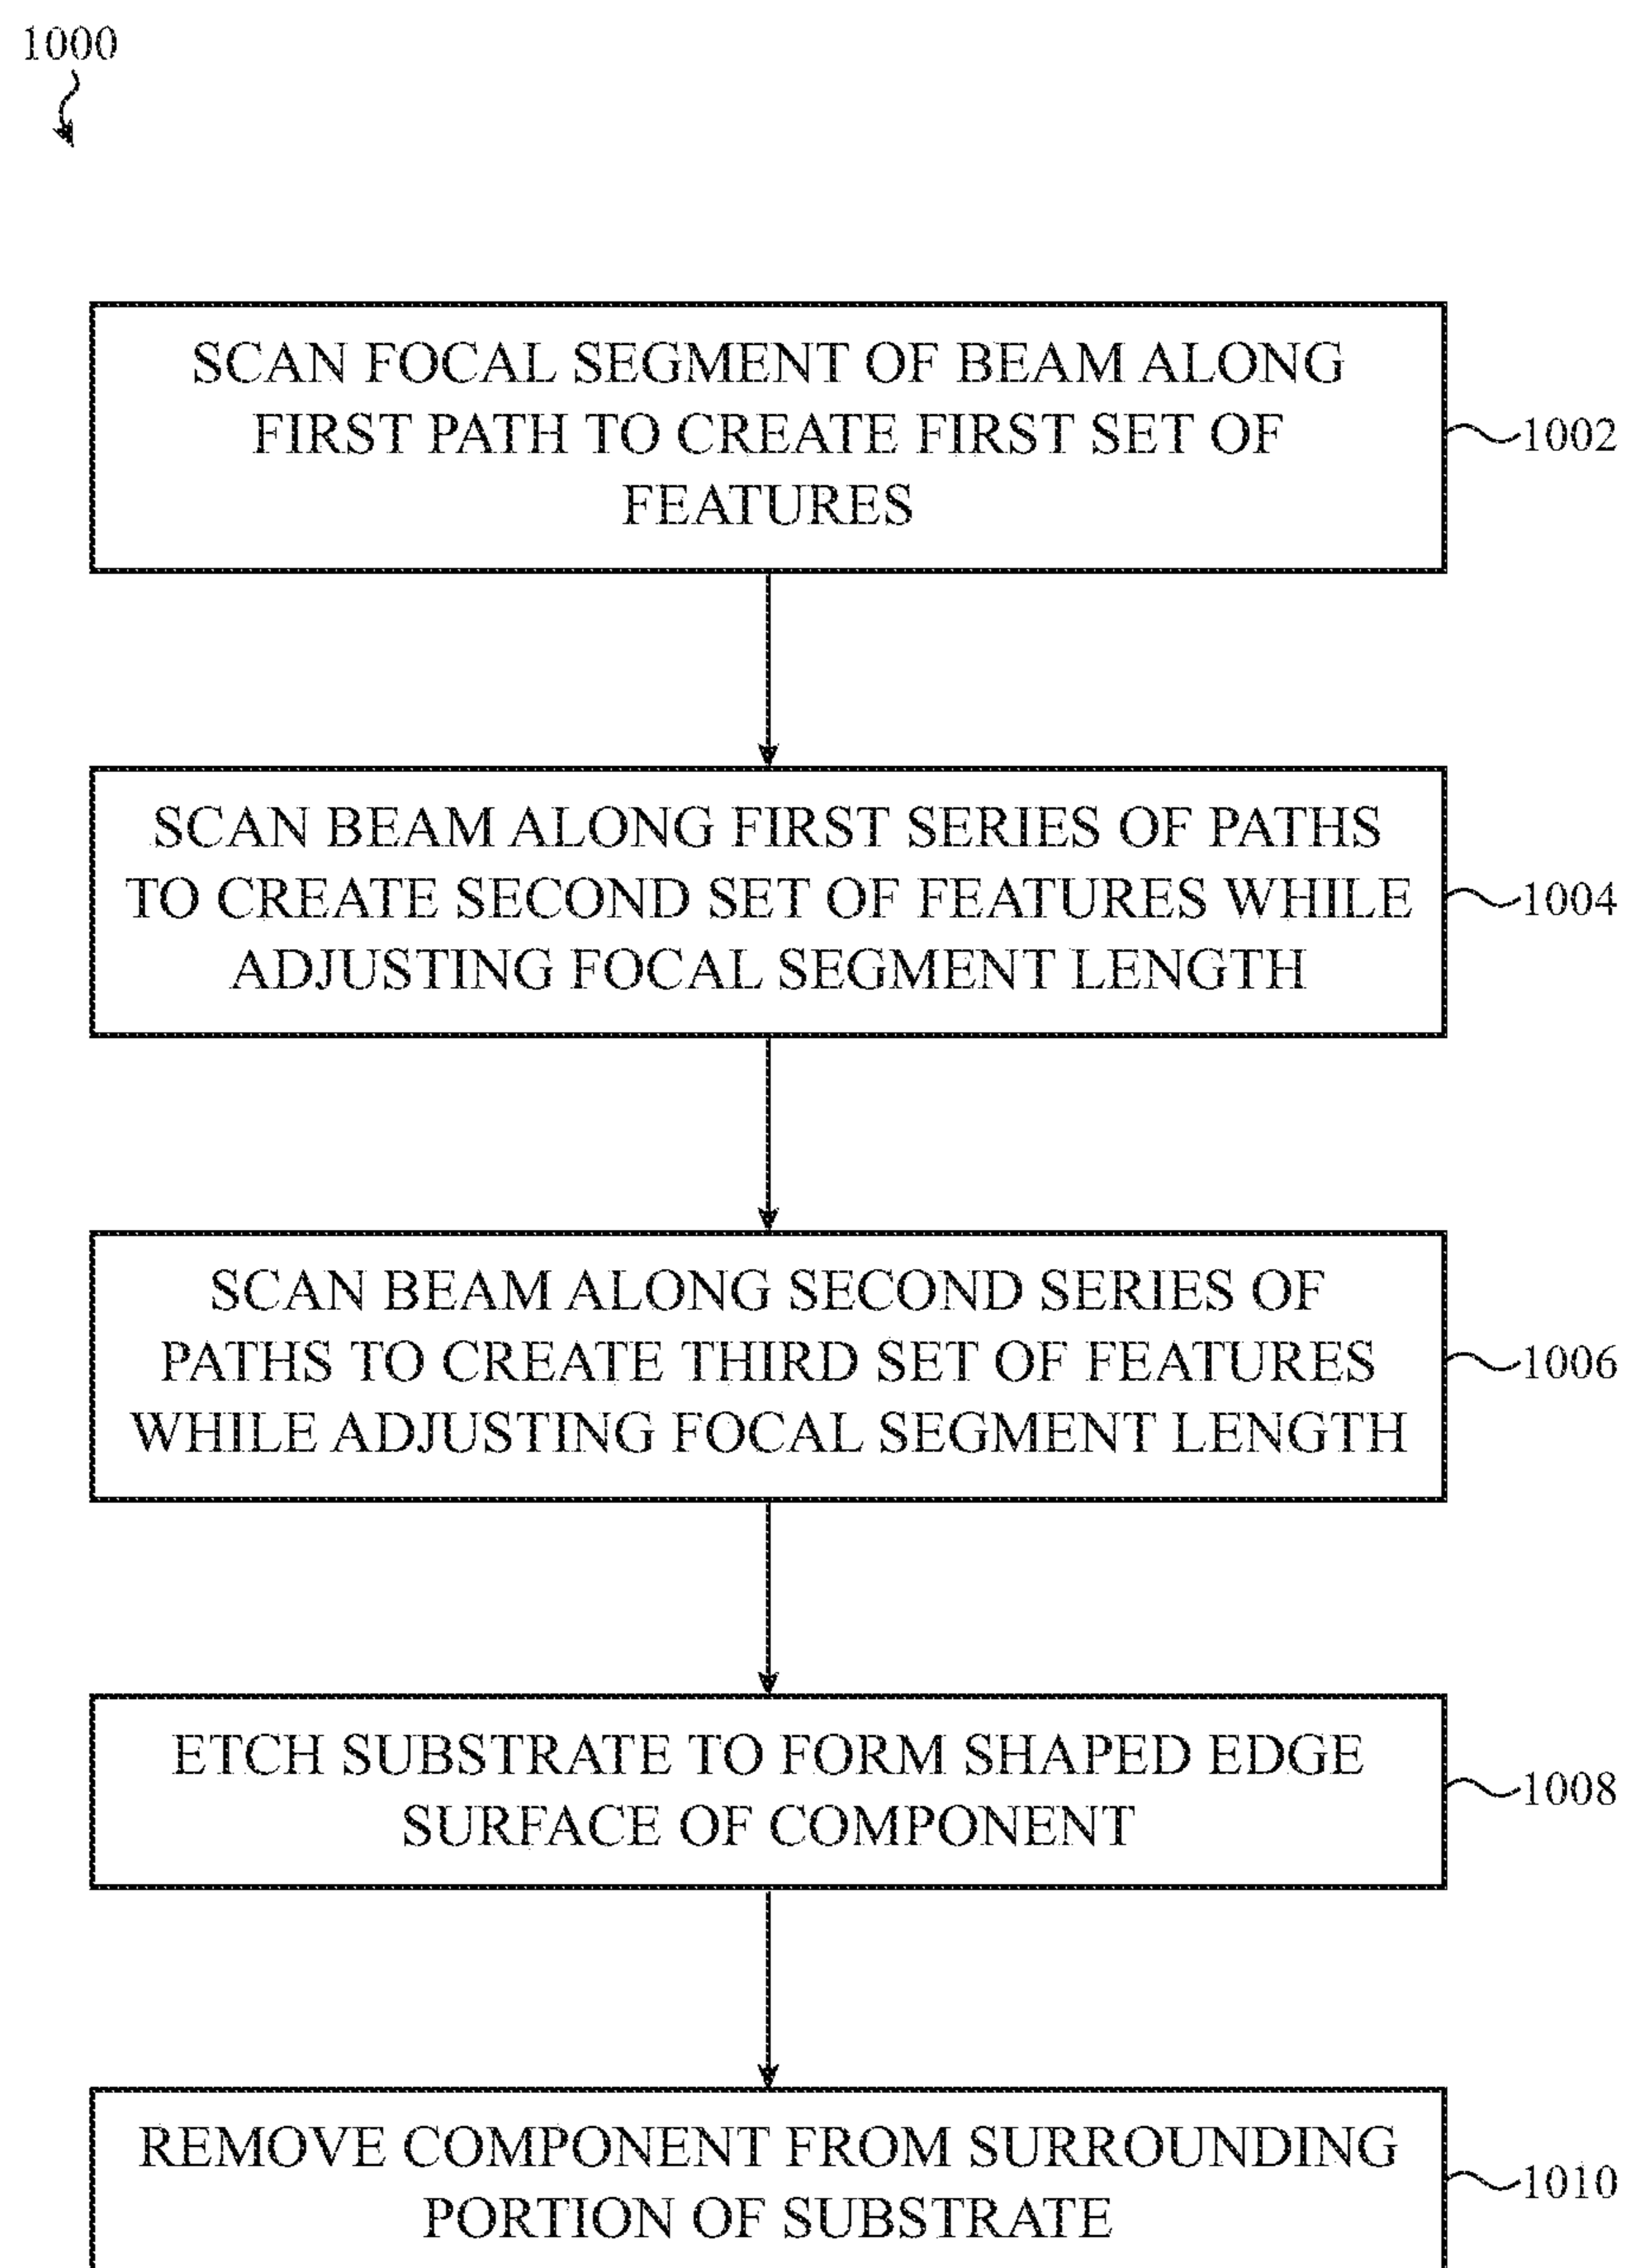 1000
SCAN FOCAL SEGMENT OF BEAM ALONG
FIRST PATH TO CREATE FIRST SET OF
FEATURES
1002
SCAN BEAM ALONG FIRST SERIES OF PATHS
TO CREATE SECOND SET OF FEATURES WHILE
ADJUSTING FOCAL SEGMENT LENGTH
1004
SCAN BEAM ALONG SECOND SERIES OF
PATHS TO CREATE THIRD SET OF FEATURES
WHILE ADJUSTING FOCAL SEGMENT LENGTH
1006
ETCH SUBSTRATE TO FORM SHAPED EDGE
SURFACE OF COMPONENT
1008
REMOVE COMPONENT FROM SURROUNDING
PORTION OF SUBSTRATE
1010